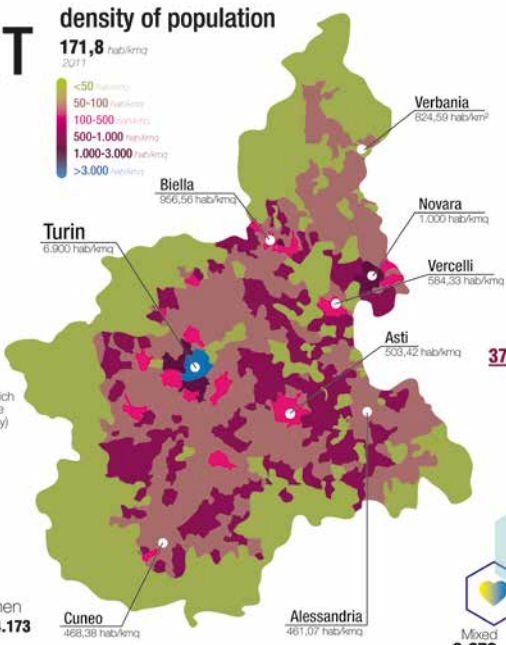 T
density of population
171,8 hab/kmq
2011
<50 hab/kmq
50-100 hab/kmq
100-500 hab/kmq
500-1.000 hab/kmq
1.000-3.000 hab/kmq
>3.000 hab/kmq
Verbania
824,59 hab/km²
Biella
956,56 hab/kmq
Novara
1.000 hab/kmq
Turin
6.900 hab/kmq
Vercelli
584,33 hab/kmq
Asti
503,42 hab/kmq
37
ich
e
y)
Cuneo
468,38 hab/kmq
Alessandria
461,07 hab/kmq
nen
.173
Mixed